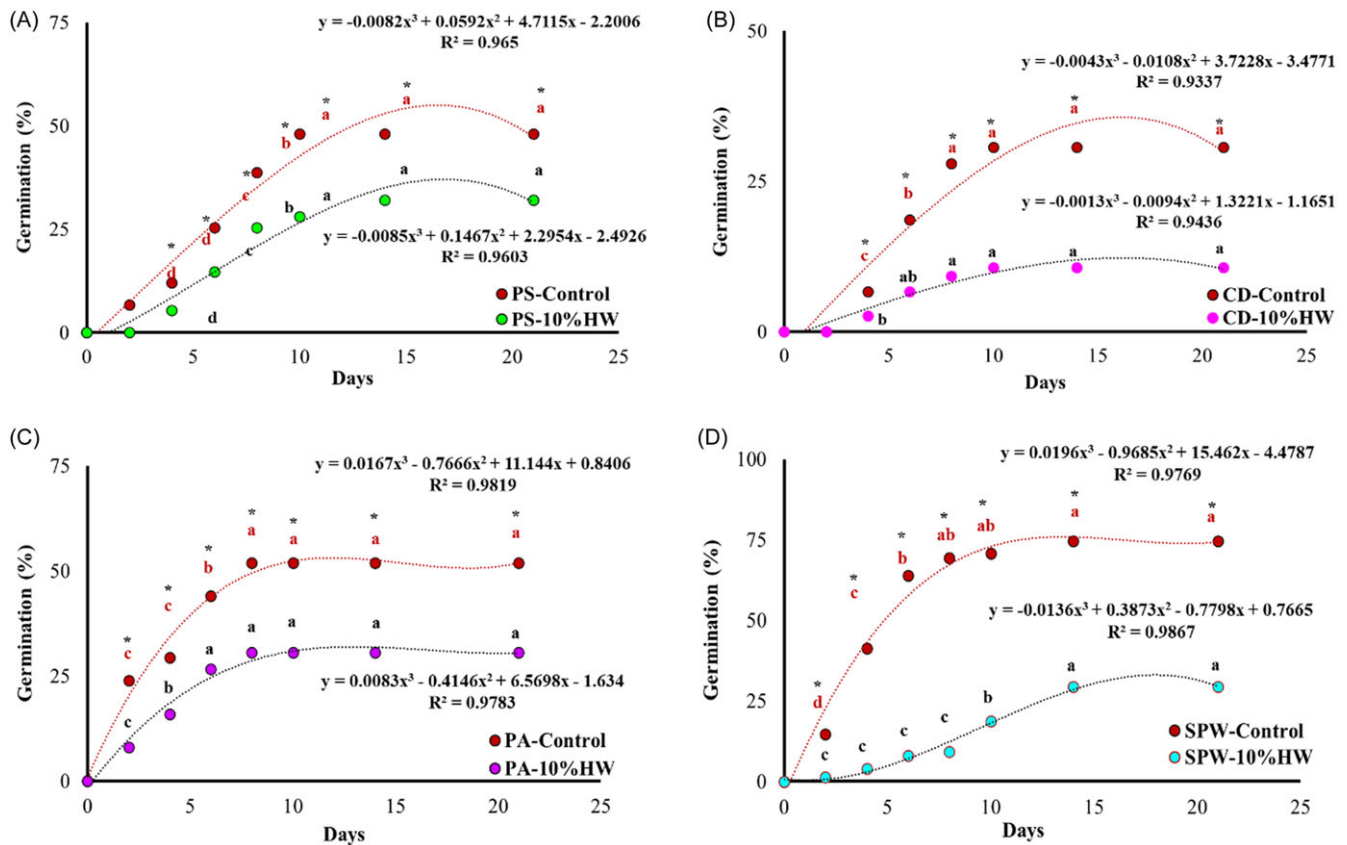 (A)
75
y = -0.0082x³ + 0.0592x² + 4.7115x - 2.2006
R² = 0.965
* * *
a a a
* b
* c
* d
* d
50
Germination (%)
a a a
b
c
d
25
y = -0.0085x³ + 0.1467x² + 2.2954x - 2.4926
R² = 0.9603
PS-Control
PS-10%HW
0
0 5 10 15 20 25
Days
(B)
50
y = -0.0043x³ - 0.0108x² + 3.7228x - 3.4771
R² = 0.9337
* * * * * *
c b a a a a
Germination (%)
25
y = -0.0013x³ - 0.0094x² + 1.3221x - 1.1651
R² = 0.9436
b ab a a a a
CD-Control
CD-10%HW
0
0 5 10 15 20 25
Days
(C)
75
y = 0.0167x³ - 0.7666x² + 11.144x + 0.8406
R² = 0.9819
* * * * * * *
c c b a a a a
50
Germination (%)
c b a a a a a
25
y = 0.0083x³ - 0.4146x² + 6.5698x - 1.634
R² = 0.9783
PA-Control
PA-10%HW
0
0 5 10 15 20 25
Days
(D)
100
y = 0.0196x³ - 0.9685x² + 15.462x - 4.4787
R² = 0.9769
* * * * * * *
d c b ab ab a a
75
Germination (%)
50
y = -0.0136x³ + 0.3873x² - 0.7798x + 0.7665
R² = 0.9867
c c c c b a a
25
SPW-Control
SPW-10%HW
0
0 5 10 15 20 25
Days